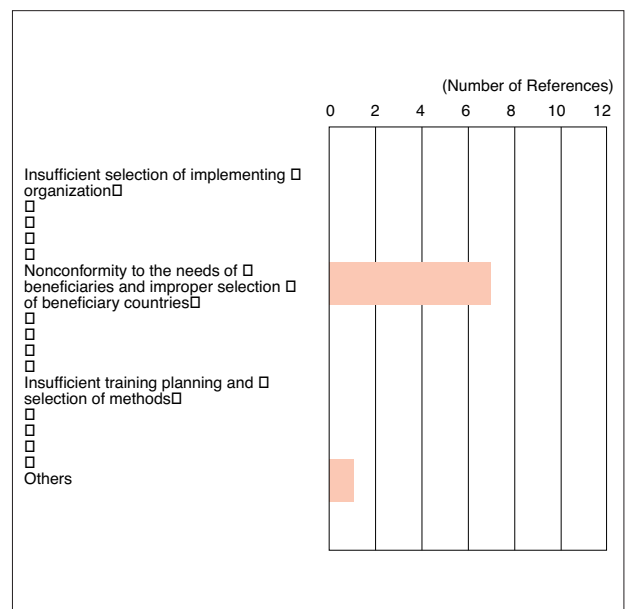 (Number of References)
0 2 4 6 8 10 12
Insufficient selection of implementing □
organization□
□
□
□
□
Nonconformity to the needs of □
beneficiaries and improper selection □
of beneficiary countries□
□
□
□
□
Insufficient training planning and □
selection of methods□
□
□
□
□
Others